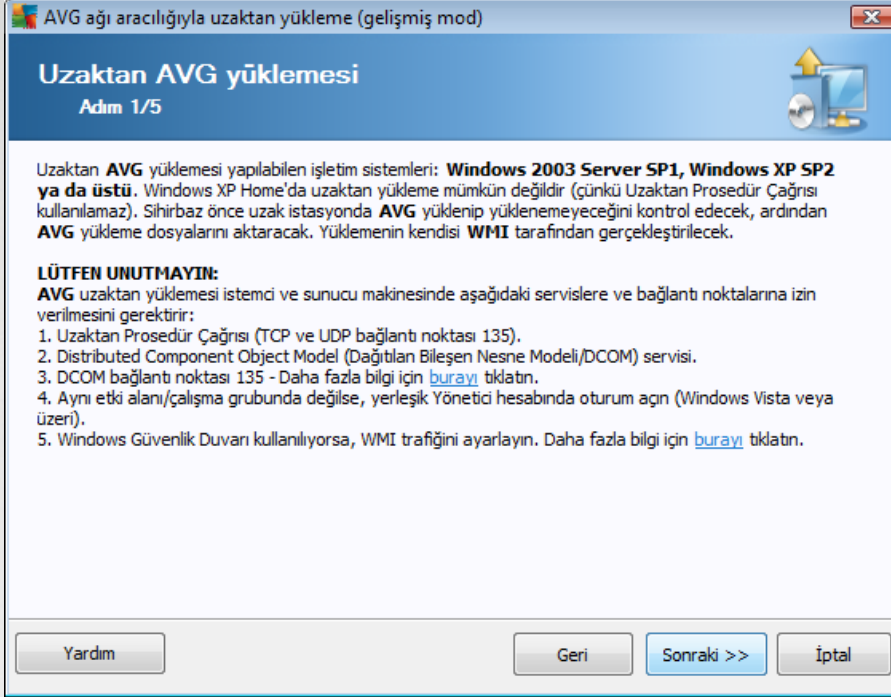 AVG ağı aracılığıyla uzaktan yükleme (gelişmiş mod)
Uzaktan AVG yüklemesi
Adım 1/5
Uzaktan AVG yüklemesi yapılabilen işletim sistemleri: Windows 2003 Server SP1, Windows XP SP2
ya da üstü. Windows XP Home'da uzaktan yükleme mümkün değildir (çünkü Uzaktan Prosedür Çağrısı
kullanılamaz). Sihirbaz önce uzak istasyonda AVG yüklenip yüklenemeyeceğini kontrol edecek, ardından
AVG yükleme dosyalarını aktaracak. Yüklemenin kendisi WMI tarafından gerçekleştirilecek.
LÜTFEN UNUTMAYIN:
AVG uzaktan yüklemesi istemci ve sunucu makinesinde aşağıdaki servislere ve bağlantı noktalarına izin
verilmesini gerektirir:
1. Uzaktan Prosedür Çağrısı (TCP ve UDP bağlantı noktası 135).
2. Distributed Component Object Model (Dağıtılan Bileşen Nesne Modeli/DCOM) servisi.
3. DCOM bağlantı noktası 135 - Daha fazla bilgi için burayı tıklatın.
4. Aynı etki alanı/çalışma grubunda değilse, yerleşik Yönetici hesabında oturum açın (Windows Vista veya
üzeri).
5. Windows Güvenlik Duvarı kullanılıyorsa, WMI trafiğini ayarlayın. Daha fazla bilgi için burayı tıklatın.
Yardım
Geri
Sonraki >>
İptal